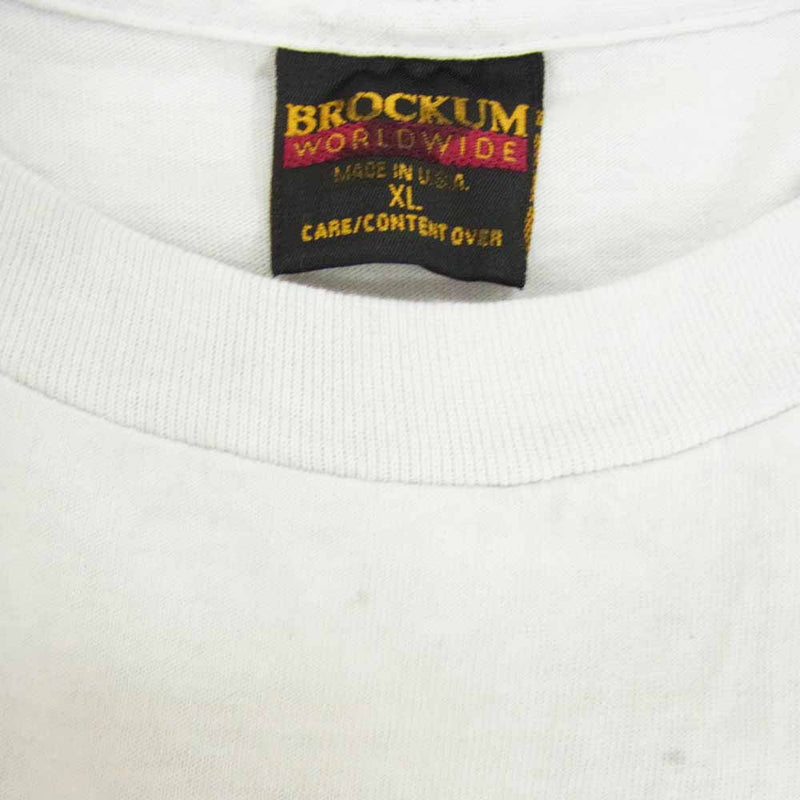 BROCKUM
WORLDWIDE
MADE IN U.S.A.
XL
CARE/CONTENT OVER